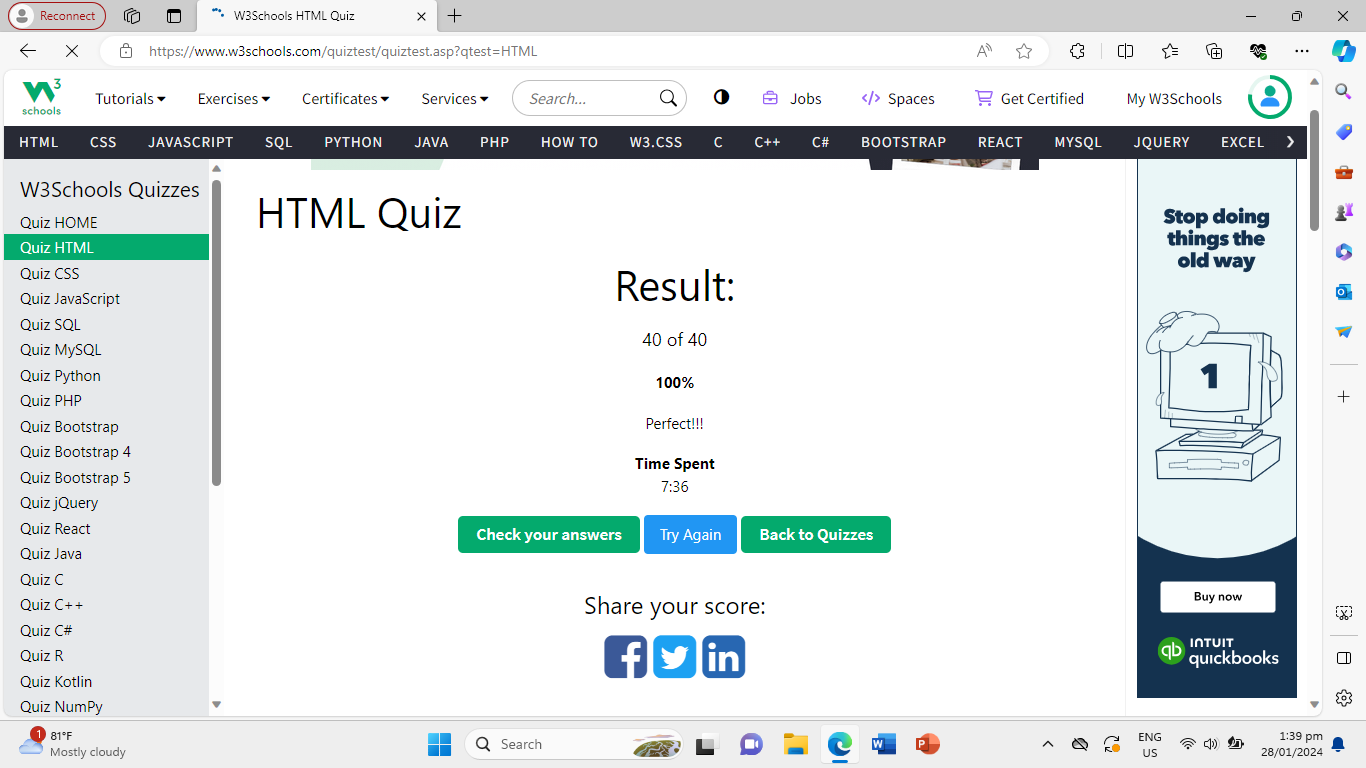 Reconnect
W3Schools HTML Quiz
https://www.w3schools.com/quiztest/quiztest.asp?qtest=HTML
W3
schools
Tutorials
Exercises
Certificates
Services
Search...
Jobs
Spaces
Get Certified
My W3Schools
HTML CSS JAVASCRIPT SQL PYTHON JAVA PHP HOW TO W3.CSS C C++ C# BOOTSTRAP REACT MYSQL JQUERY EXCEL
W3Schools Quizzes
Quiz HOME
Quiz HTML
Quiz CSS
Quiz JavaScript
Quiz SQL
Quiz MySQL
Quiz Python
Quiz PHP
Quiz Bootstrap
Quiz Bootstrap 4
Quiz Bootstrap 5
Quiz jQuery
Quiz React
Quiz Java
Quiz C
Quiz C++
Quiz C#
Quiz R
Quiz Kotlin
Quiz NumPy
HTML Quiz
Result:
40 of 40
100%
Perfect!!!
Time Spent
7:36
Check your answers
Try Again
Back to Quizzes
Share your score:
Stop doing
things the
old way
1
Buy now
qb INTUIT
quickbooks
1
81°F
Mostly cloudy
Search
ENG
US
1:39 pm
28/01/2024